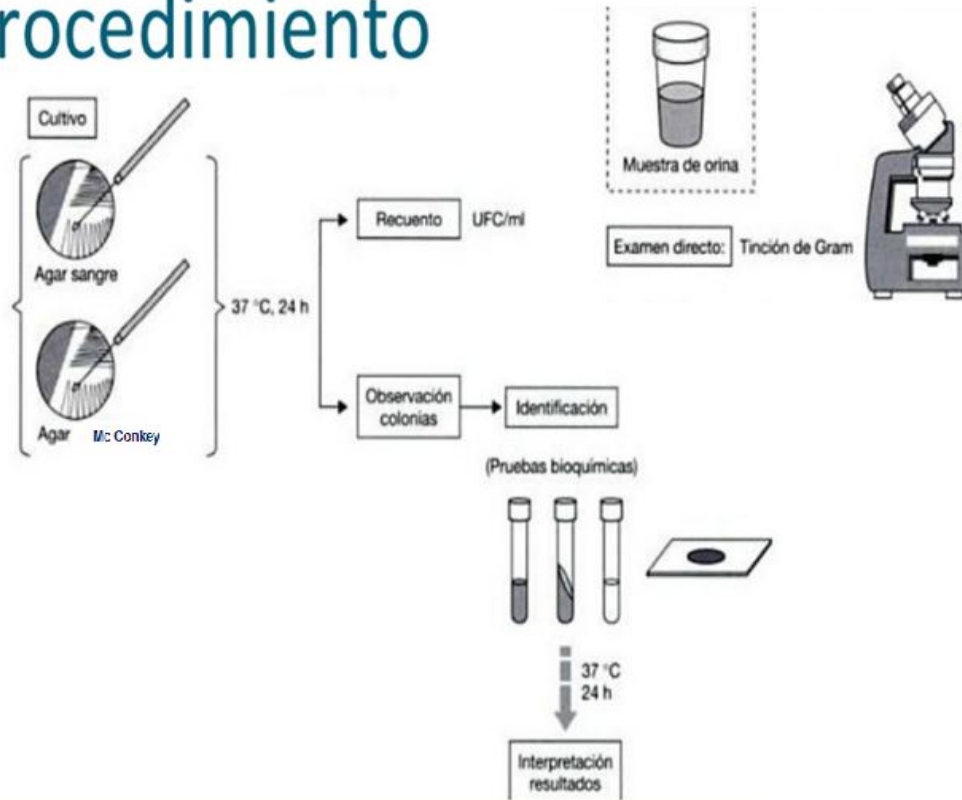 rocedimiento
Cultivo
Agar sangre
Agar Mc Conkey
37 °C, 24 h
Recuento UFC/ml
Observación
colonias
Identificación
(Pruebas bioquímicas)
37 °C
24 h
Interpretación
resultados
Muestra de orina
Examen directo: Tinción de Gram